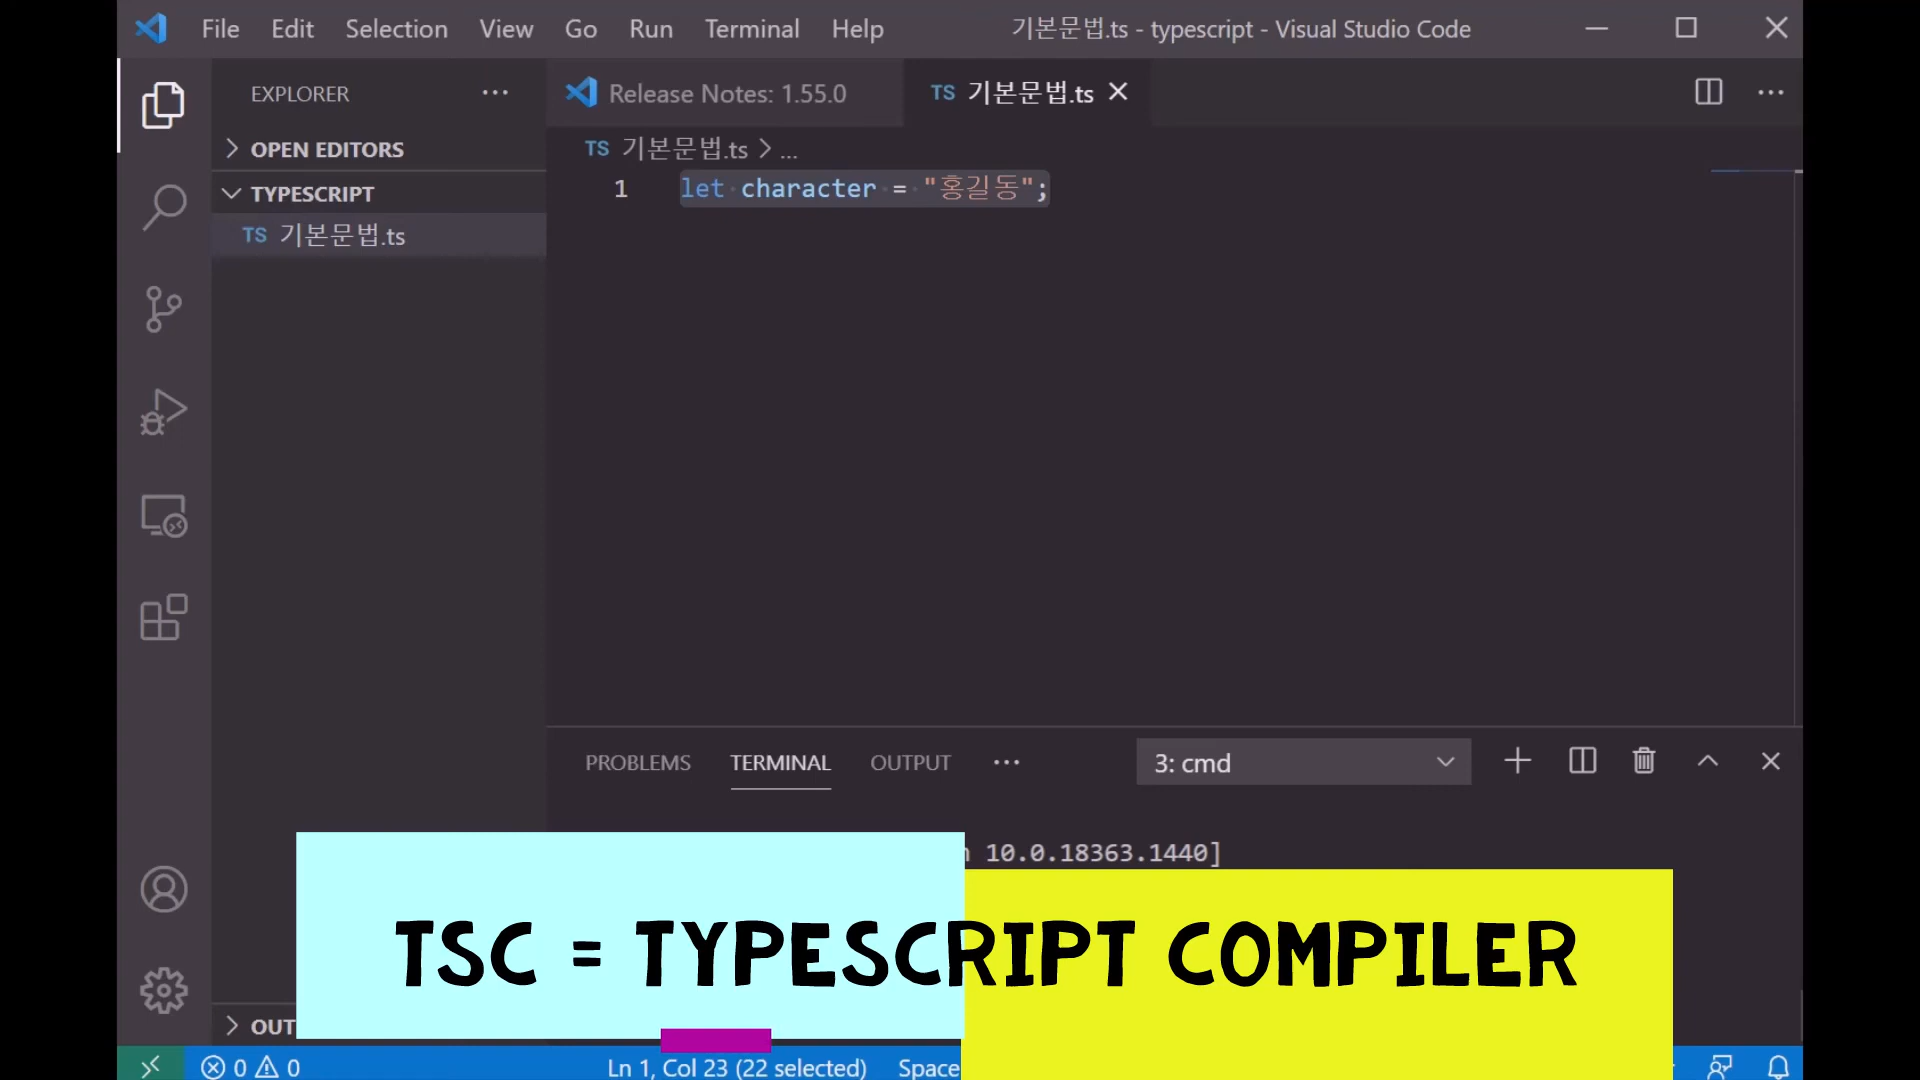 File Edit Selection View Go Run Terminal Help 기본문법.ts - typescript - Visual Studio Code
EXPLORER
Release Notes: 1.55.0
TS 기본문법.ts
OPEN EDITORS
TS 기본문법.ts > ...
TYPESCRIPT
1 let character = "홍길동";
TS 기본문법.ts
PROBLEMS TERMINAL OUTPUT ... 3: cmd
10.0.18363.1440]
TSC = TYPESCRIPT COMPILER
OUT
0 0 Ln 1, Col 23 (22 selected) Space